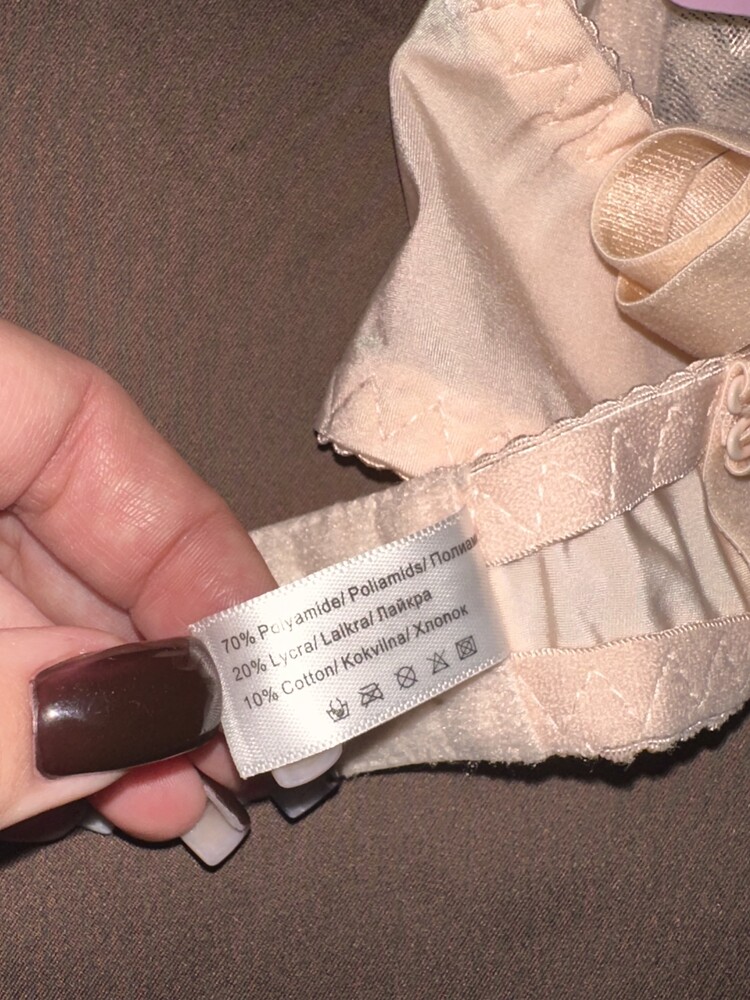 70% Polyamide/ Poliamids/
20% Lycra/ Laikra/ Лайкра
10% Cotton/ Kokvilna/ Хлопок